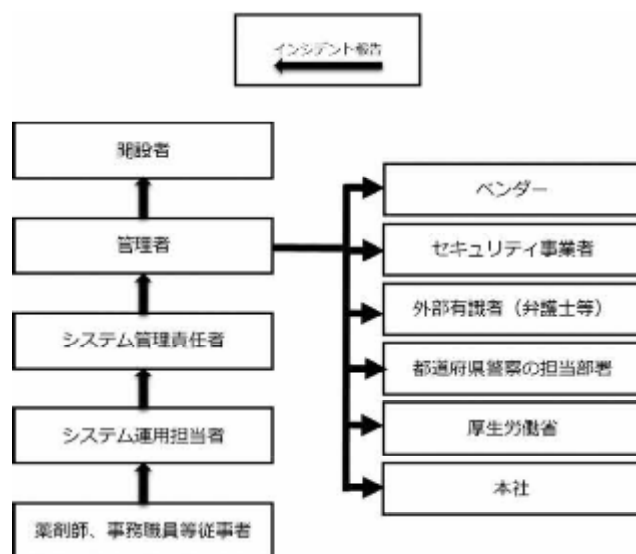 インシデント報告
開設者
管理者
システム管理責任者
システム運用担当者
薬剤師、事務職員等従事者
ベンダー
セキュリティ事業者
外部有識者（弁護士等）
都道府県警察の担当部署
厚生労働省
本社